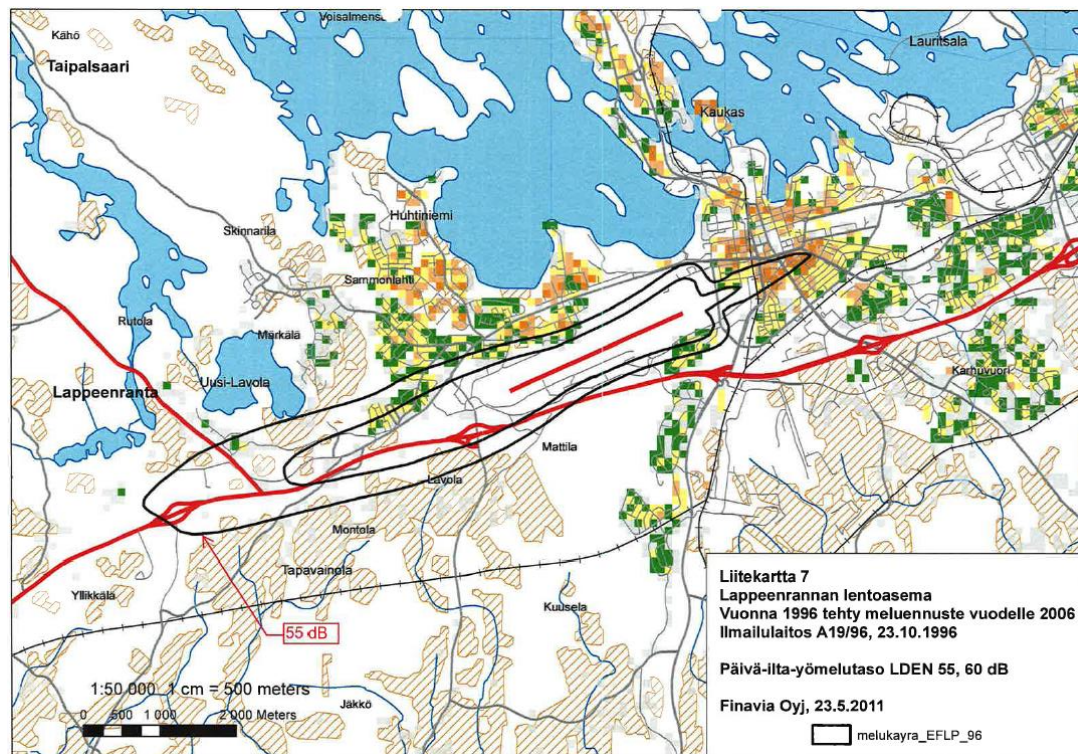 Voisalmensaari
Kähö
Taipalsaari
Lauritsala
Kaukas
Huhtiniemi
Skinnarila
Sammonlahti
Rutola
Märkälä
Lappeenranta
Uusi-Lavola
Karhuvuori
Mattila
Lavola
Montola
Tapavainola
Yllikkälä
Kuusela
55 dB
1:50 000 1 cm = 500 meters
0 500 1 000 2 000 Meters
Jäkkö
Liitekartta 7
Lappeenrannan lentoasema
Vuonna 1996 tehty meluennuste vuodelle 2006
Ilmailulaitos A19/96, 23.10.1996
Päivä-ilta-yömelutaso LDEN 55, 60 dB
Finavia Oyj, 23.5.2011
melukayra_EFLP_96